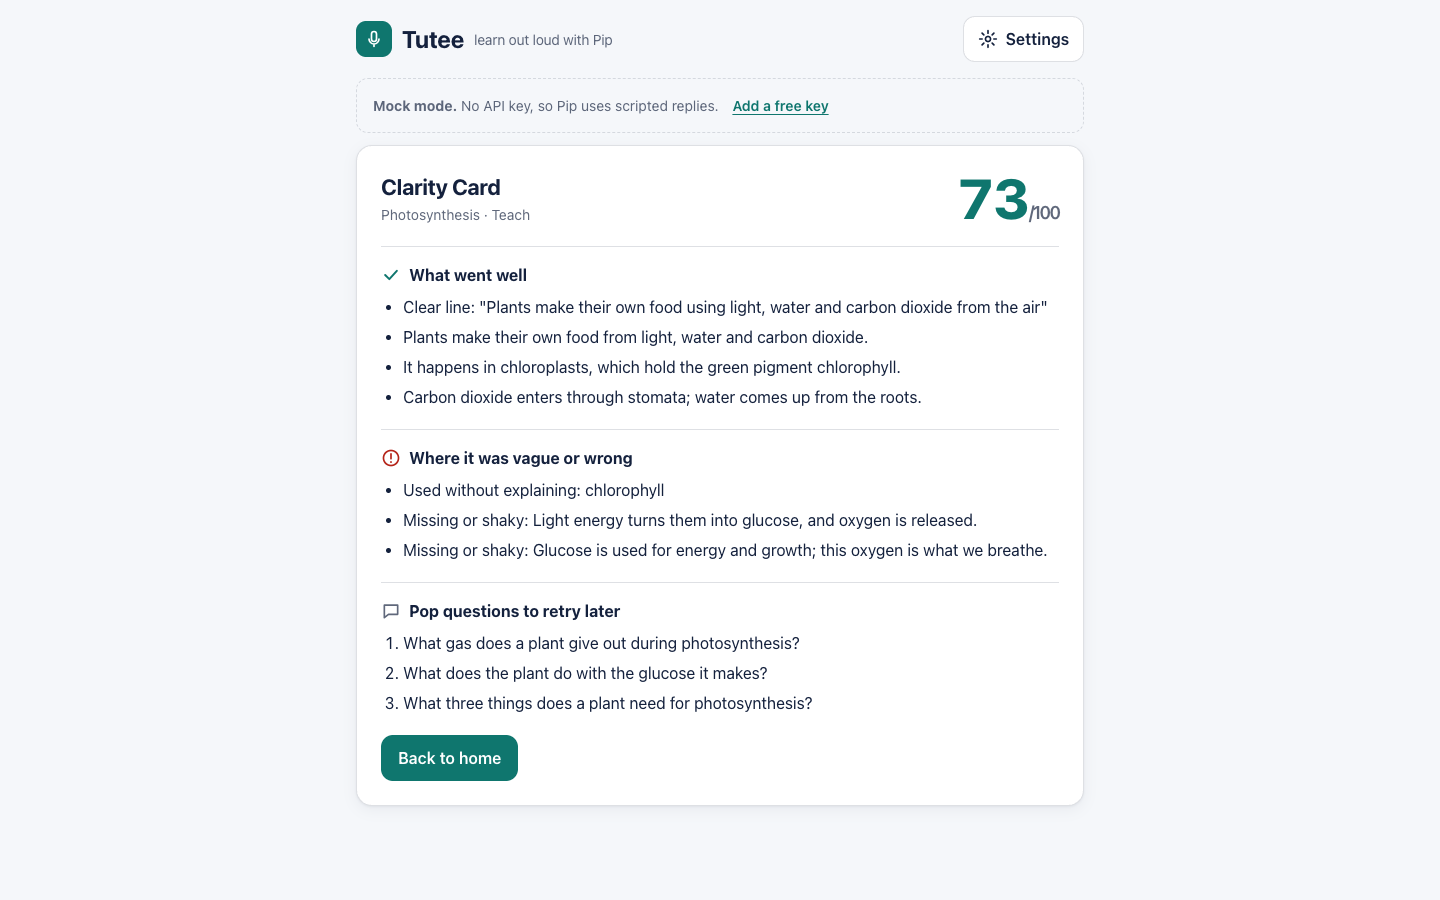 Tutee learn out loud with Pip
Settings
Mock mode. No API key, so Pip uses scripted replies. Add a free key
Clarity Card
Photosynthesis · Teach
73/100
What went well
• Clear line: "Plants make their own food using light, water and carbon dioxide from the air"
• Plants make their own food from light, water and carbon dioxide.
• It happens in chloroplasts, which hold the green pigment chlorophyll.
• Carbon dioxide enters through stomata; water comes up from the roots.
Where it was vague or wrong
• Used without explaining: chlorophyll
• Missing or shaky: Light energy turns them into glucose, and oxygen is released.
• Missing or shaky: Glucose is used for energy and growth; this oxygen is what we breathe.
Pop questions to retry later
1. What gas does a plant give out during photosynthesis?
2. What does the plant do with the glucose it makes?
3. What three things does a plant need for photosynthesis?
Back to home